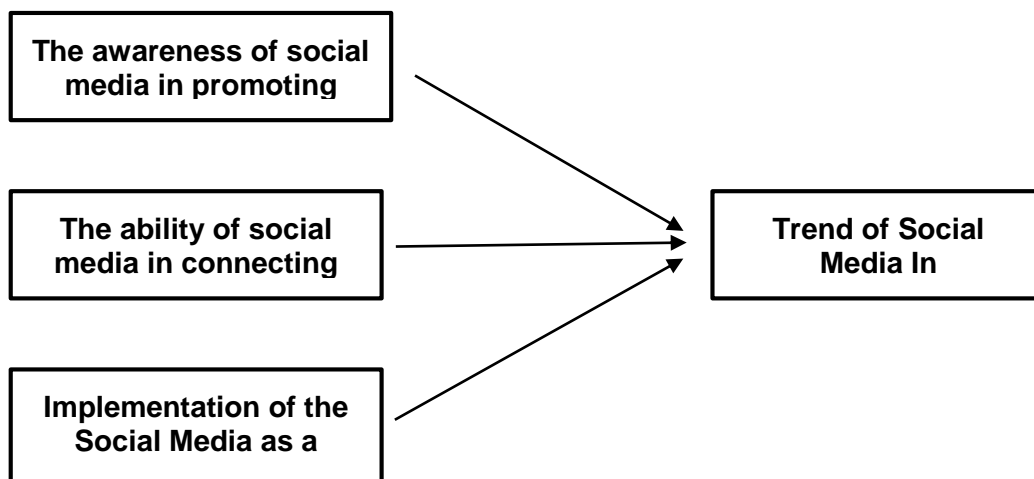 The awareness of social
media in promoting
The ability of social
media in connecting
Trend of Social
Media In
Implementation of the
Social Media as a